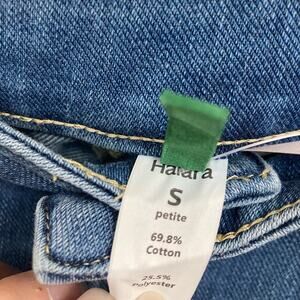 Halara
S
petite
69.8%
Cotton
25.5%
Polyester